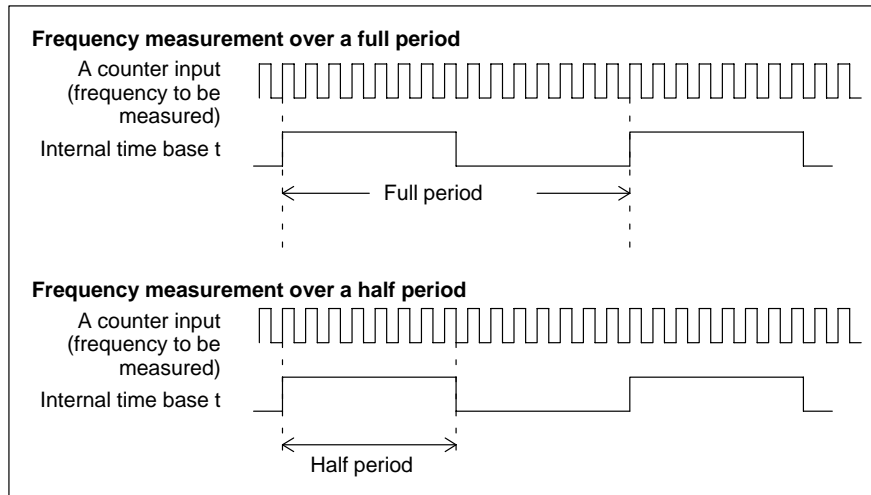 Frequency measurement over a full period
A counter input
(frequency to be
measured)
Internal time base t
Full period
Frequency measurement over a half period
A counter input
(frequency to be
measured)
Internal time base t
Half period